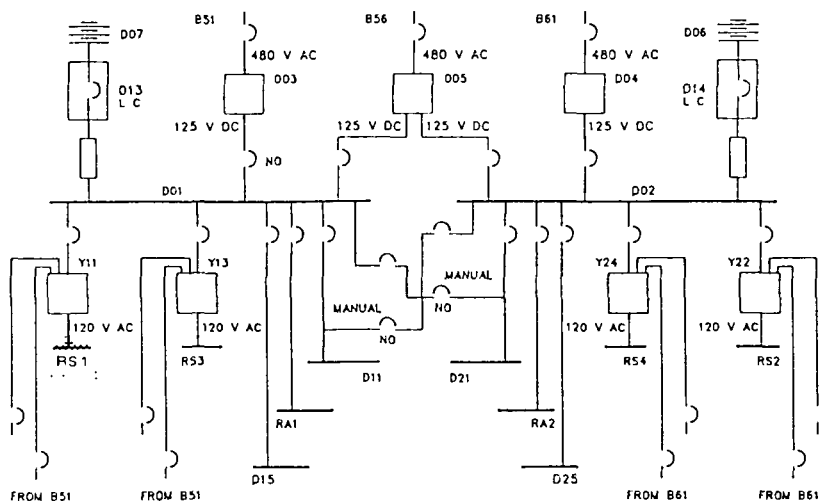 B51
B56
B61
D07
D06
480 V AC
480 V AC
480 V AC
D13
L C
D03
D05
D04
D14
L C
125 V DC
125 V DC
125 V DC
125 V DC
NO
D01
D02
Y11
Y13
Y24
Y22
MANUAL
MANUAL
NO
NO
120 V AC
120 V AC
120 V AC
120 V AC
RS1
RS3
RS4
RS2
D11
D21
RA1
RA2
D15
D25
FROM B51
FROM B51
FROM B61
FROM B61